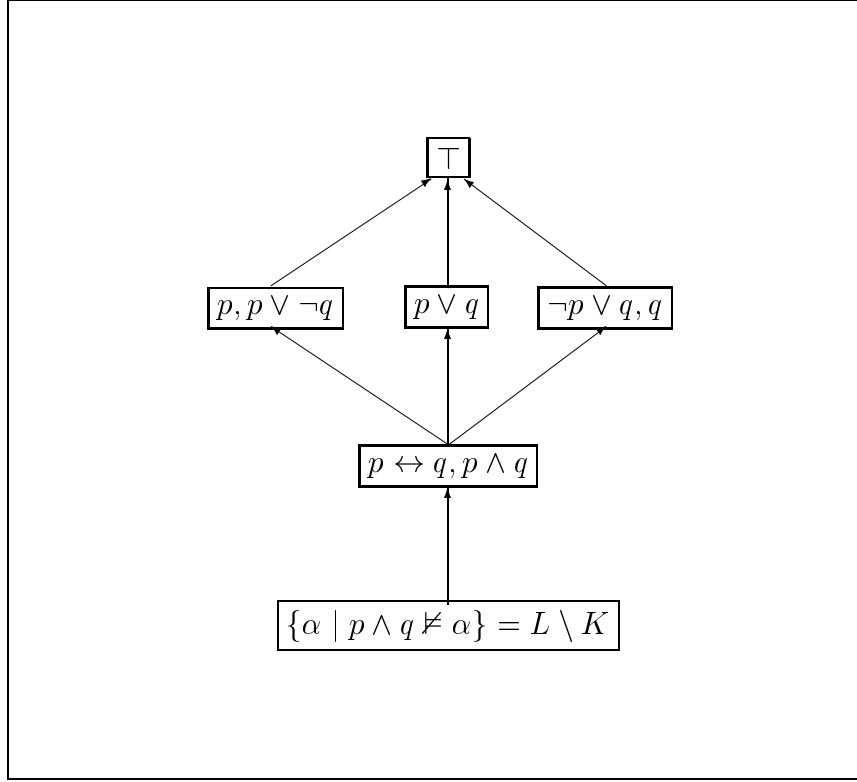 ⊤
p, p ∨ ¬q
p ∨ q
¬p ∨ q, q
p ↔ q, p ∧ q
{α | p ∧ q ⊭ α} = L \ K